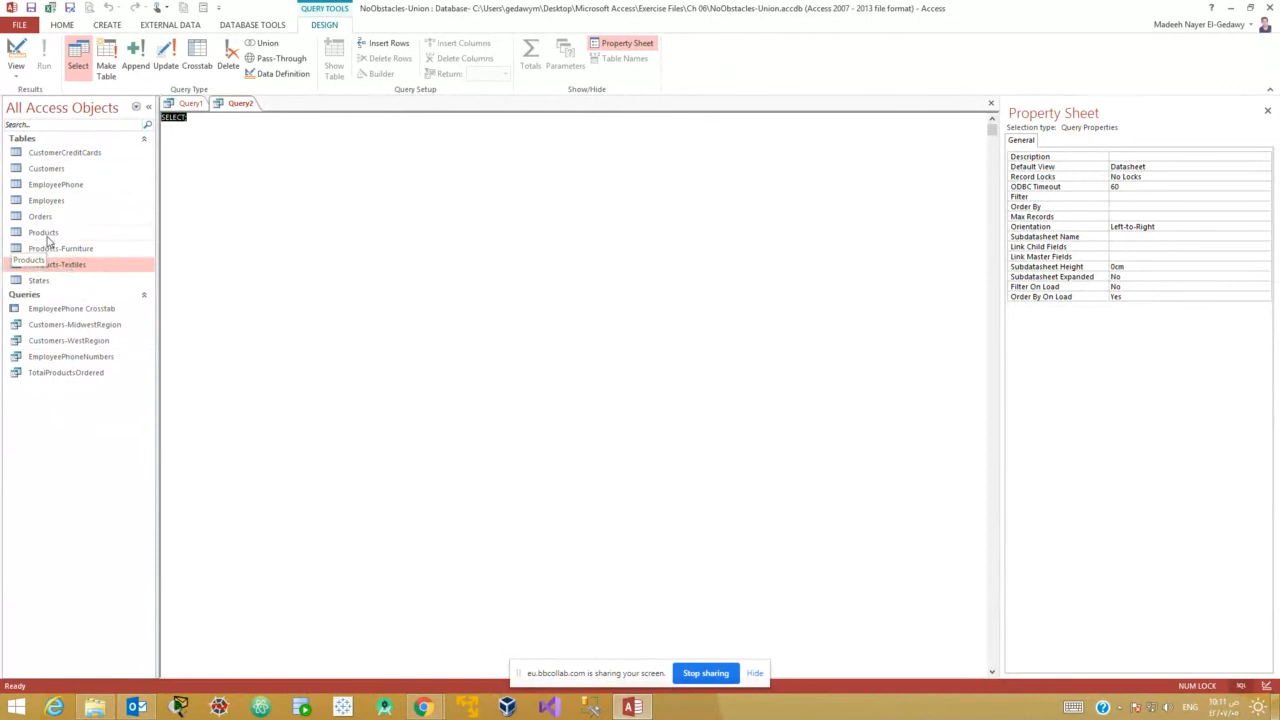 QUERY TOOLS
NoObstacles-Union : Database- C:\Users\gedawym\Desktop\Microsoft Access\Exercise Files\Ch 06\NoObstacles-Union.accdb (Access 2007 - 2013 file format) - Access
FILE HOME CREATE EXTERNAL DATA DATABASE TOOLS DESIGN
Madeeh Nayer El-Gedawy
View
Run
Select
Make Table
Append
Update
Crosstab
Delete
Union
Pass-Through
Data Definition
Show Table
Insert Rows
Delete Rows
Builder
Insert Columns
Delete Columns
Return:
Totals
Parameters
Property Sheet
Table Names
Results
Query Type
Query Setup
Show/Hide
All Access Objects
Search...
Tables
CustomerCreditCards
Customers
EmployeePhone
Employees
Orders
Products
Products-Furniture
Products
ucts-Textiles
States
Queries
EmployeePhone Crosstab
Customers-MidwestRegion
Customers-WestRegion
EmployeePhoneNumbers
TotalProductsOrdered
Query1
Query2
SELECT;
Property Sheet
Selection type: Query Properties
General
Description
Default View Datasheet
Record Locks No Locks
ODBC Timeout 60
Filter
Order By
Max Records
Orientation Left-to-Right
Subdatasheet Name
Link Child Fields
Link Master Fields
Subdatasheet Height 0cm
Subdatasheet Expanded No
Filter On Load No
Order By On Load Yes
eu.bbcollab.com is sharing your screen.
Stop sharing
Hide
Ready
NUM LOCK
SQL
ENG
10:11 ص